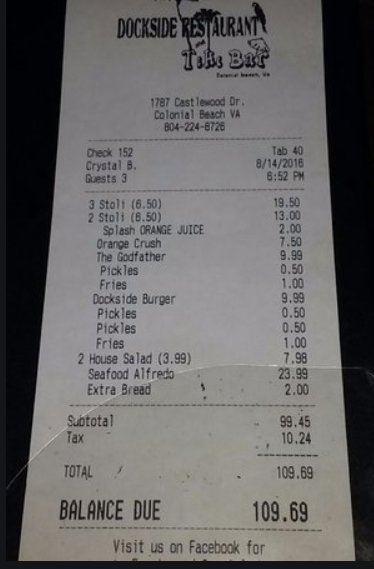 DOCKSIDE RESTAURANT
and
Tiki Bar
Colonial Beach, Va
1787 Castlewood Dr.
Colonial Beach VA
804-224-8726
Check 152 Tab 40
Crystal B. 8/14/2016
Guests 3 6:52 PM
3 Stoli (6.50) 19.50
2 Stoli (6.50) 13.00
Splash ORANGE JUICE 2.00
Orange Crush 7.50
The Godfather 9.99
Pickles 0.50
Fries 1.00
Dockside Burger 9.99
Pickles 0.50
Pickles 0.50
Fries 1.00
2 House Salad (3.99) 7.98
Seafood Alfredo 23.99
Extra Bread 2.00
Subtotal 99.45
Tax 10.24
TOTAL 109.69
BALANCE DUE 109.69
Visit us on Facebook for